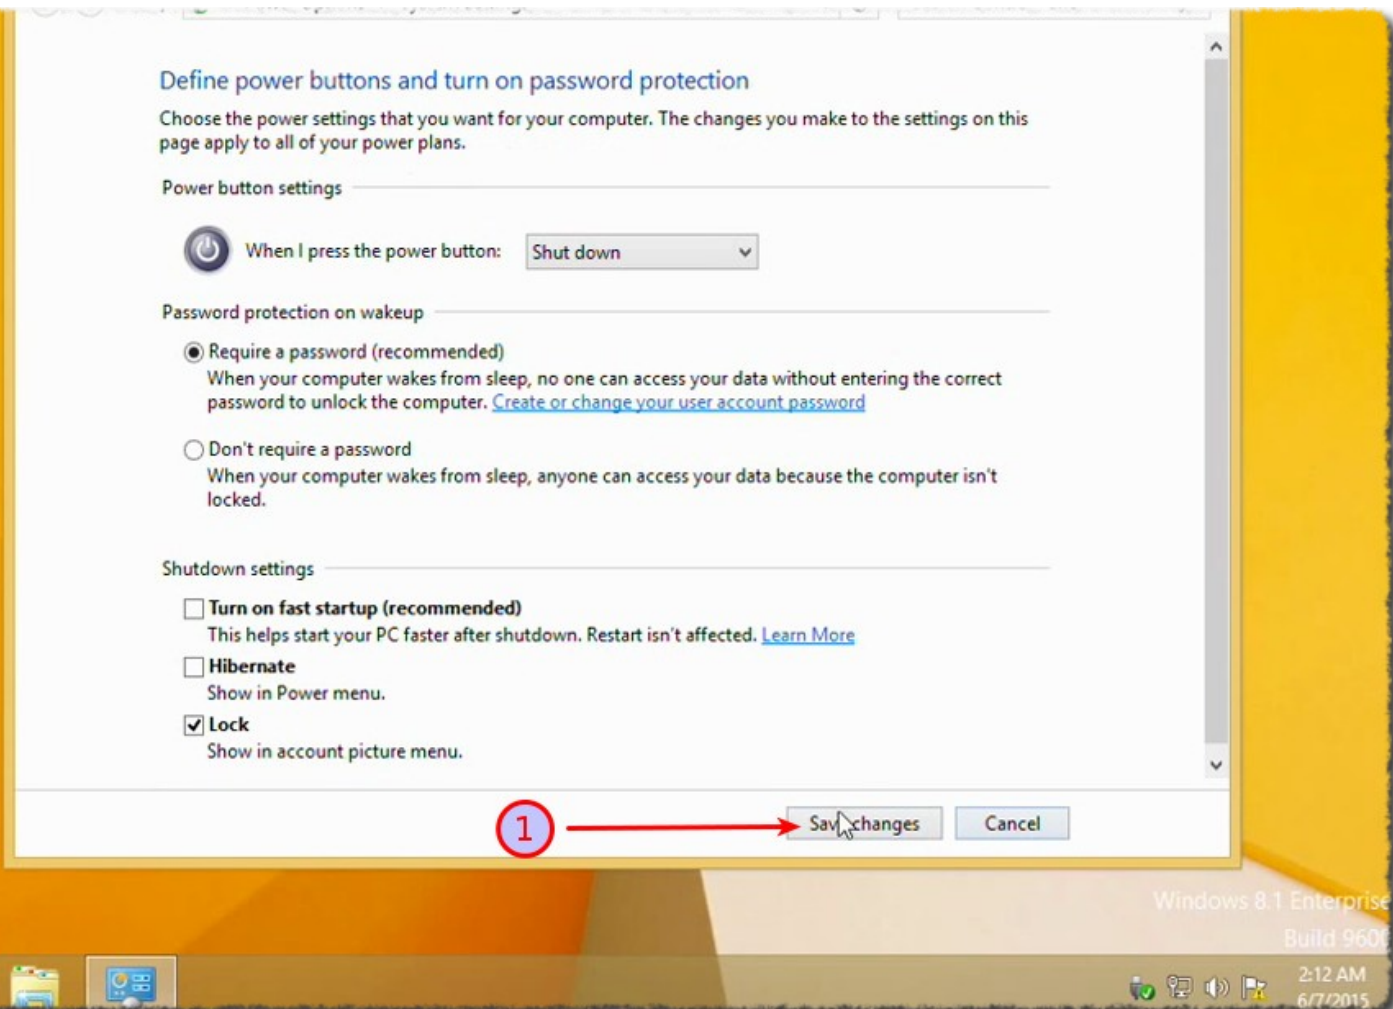 Define power buttons and turn on password protection
Choose the power settings that you want for your computer. The changes you make to the settings on this
page apply to all of your power plans.
Power button settings
When I press the power button: Shut down
Password protection on wakeup
Require a password (recommended)
When your computer wakes from sleep, no one can access your data without entering the correct
password to unlock the computer. Create or change your user account password
Don't require a password
When your computer wakes from sleep, anyone can access your data because the computer isn't
locked.
Shutdown settings
Turn on fast startup (recommended)
This helps start your PC faster after shutdown. Restart isn't affected. Learn More
Hibernate
Show in Power menu.
Lock
Show in account picture menu.
1 Save changes Cancel
Windows 8.1 Enterprise
Build 9600
2:12 AM
6/7/2015